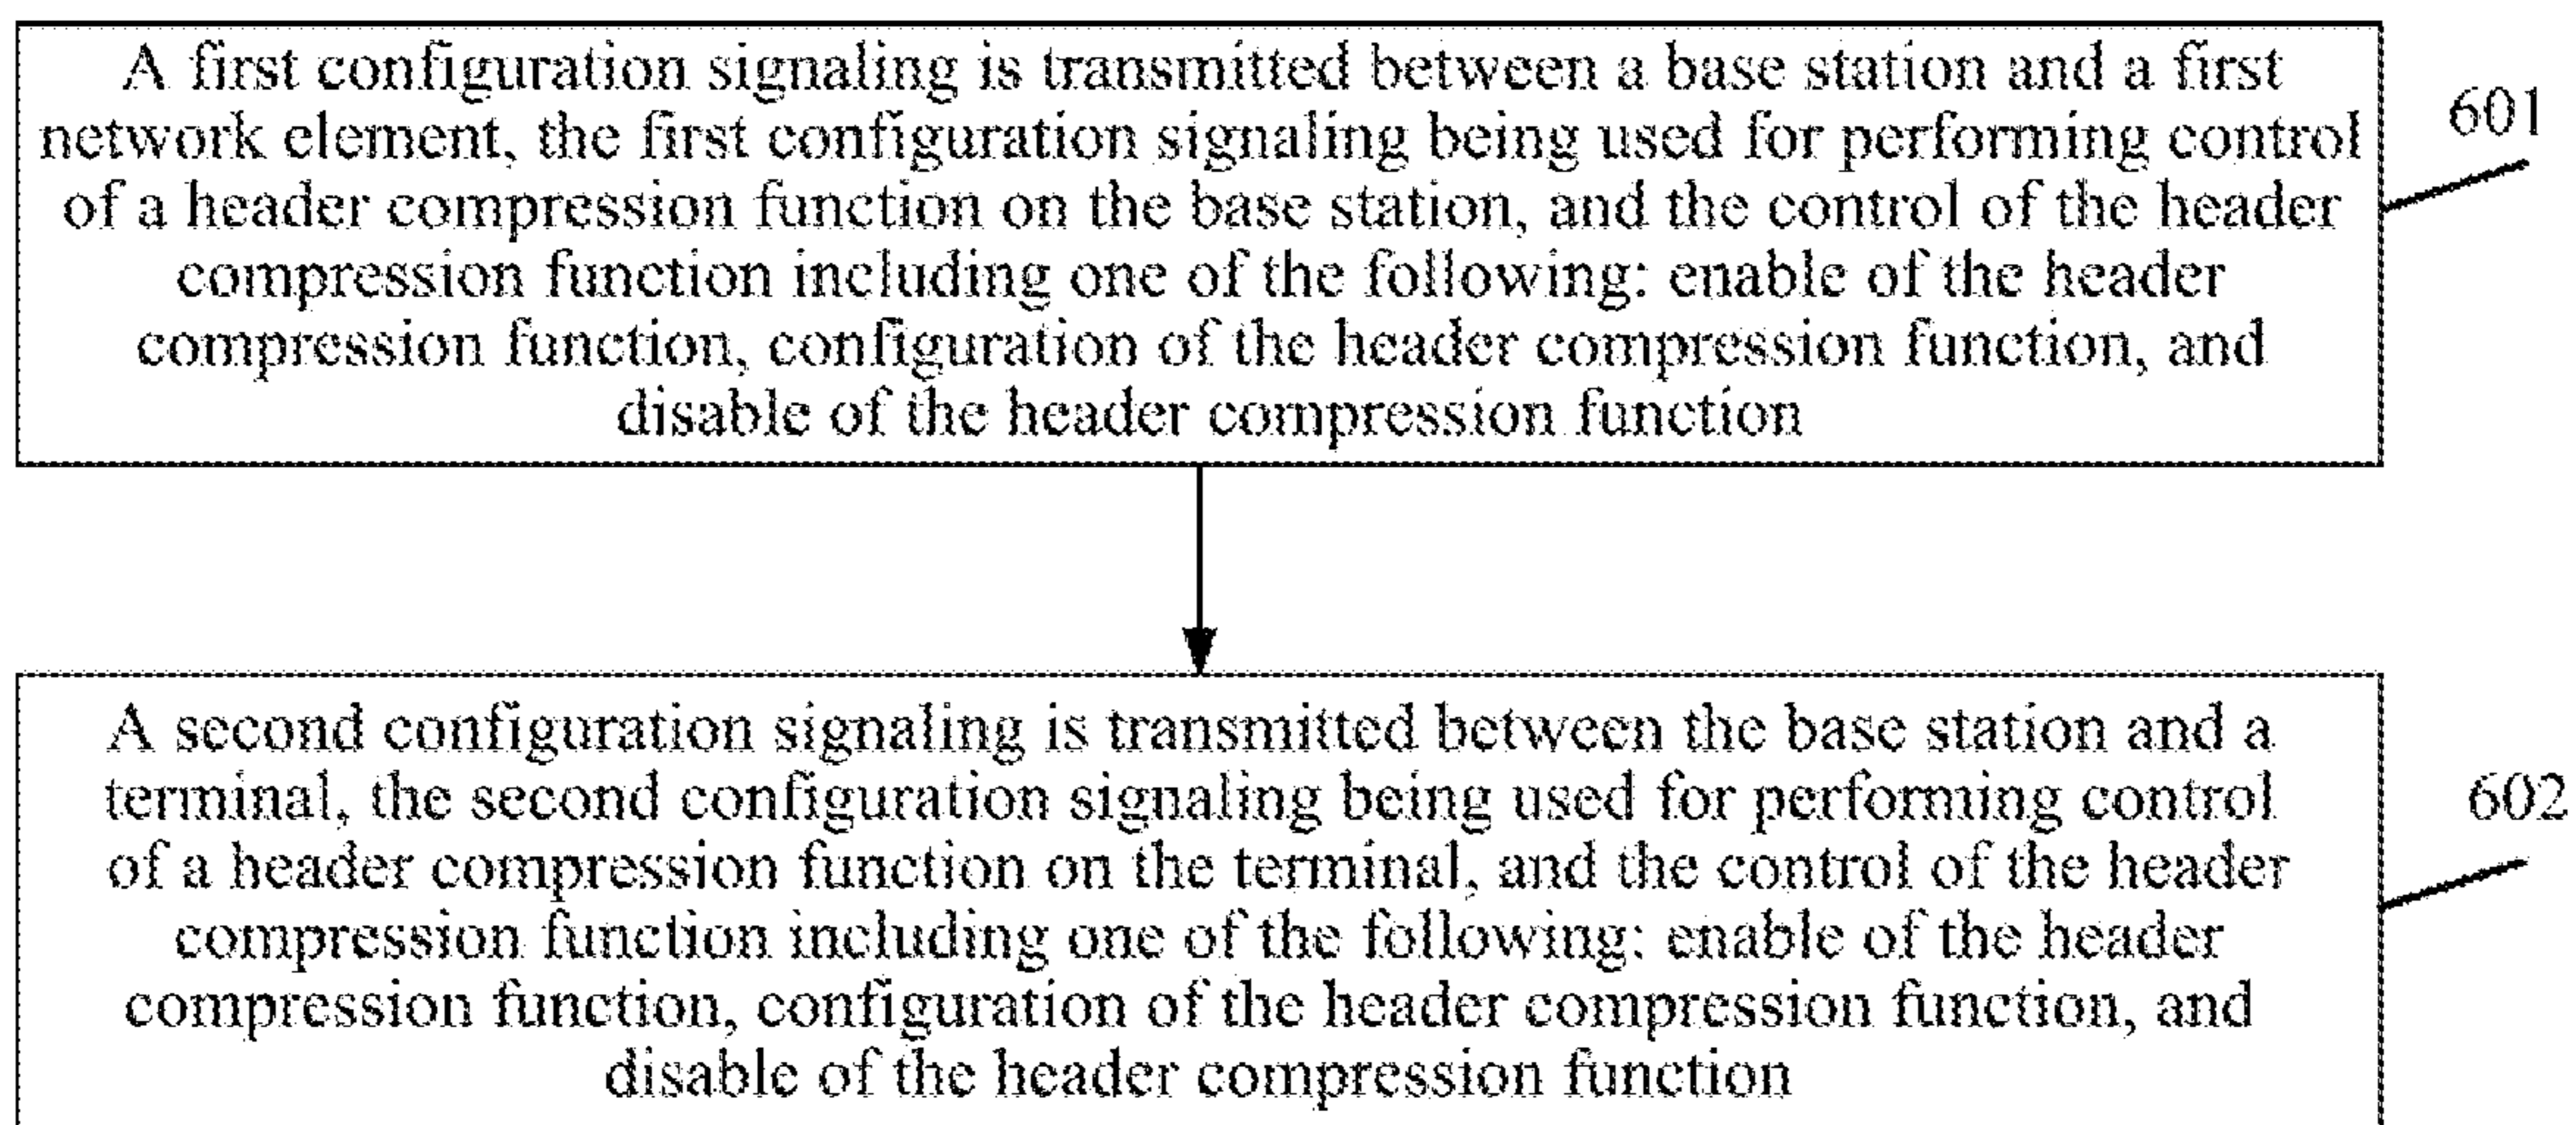 A first configuration signaling is transmitted between a base station and a first
network element, the first configuration signaling being used for performing control
of a header compression function on the base station, and the control of the header
compression function including one of the following: enable of the header
compression function, configuration of the header compression function, and
disable of the header compression function
601
A second configuration signaling is transmitted between the base station and a
terminal, the second configuration signaling being used for performing control
of a header compression function on the terminal, and the control of the header
compression function including one of the following: enable of the header
compression function, configuration of the header compression function, and
disable of the header compression function
602